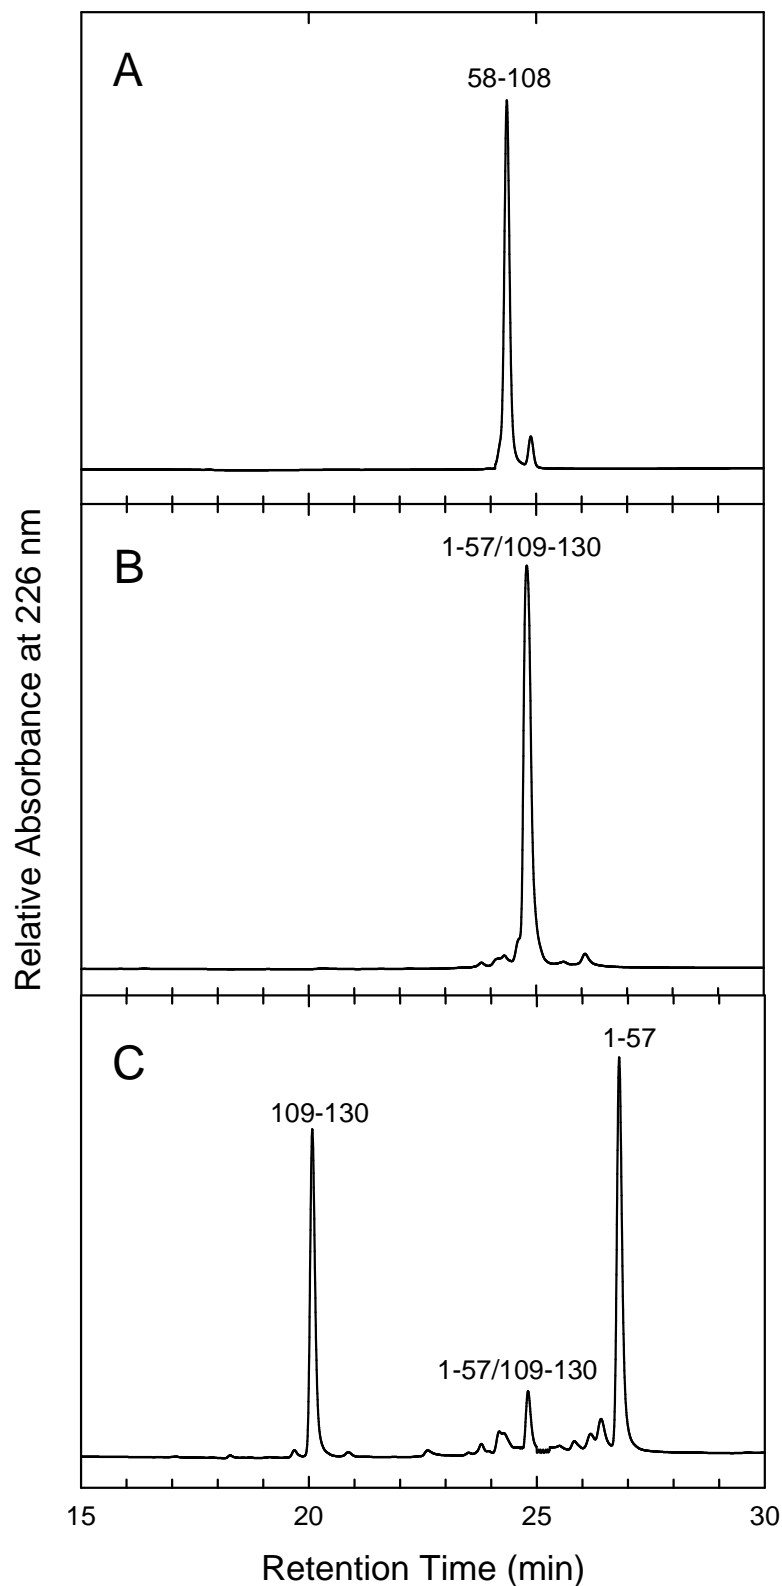 A
58-108
B
1-57/109-130
C
1-57
109-130
1-57/109-130
Relative Absorbance at 226 nm
15 20 25 30
Retention Time (min)